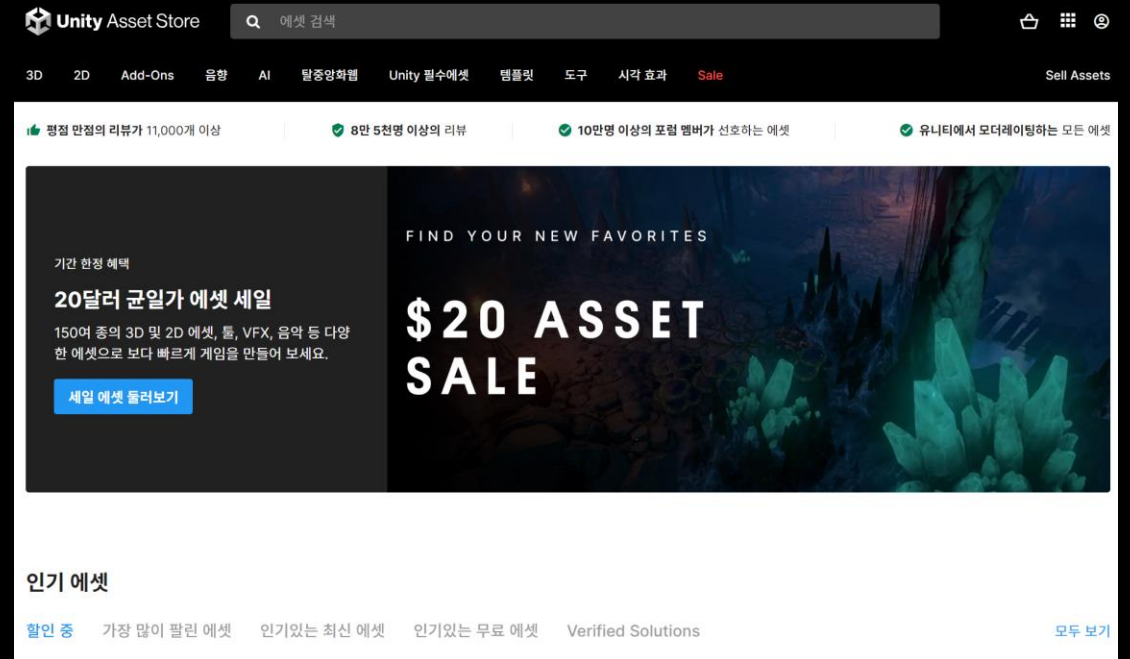 Unity Asset Store
에셋 검색
3D 2D Add-Ons 음향 AI 탈중앙화웹 Unity 필수에셋 템플릿 도구 시각 효과 Sale Sell Assets
평점 만점의 리뷰가 11,000개 이상 8만 5천명 이상의 리뷰 10만명 이상의 포럼 멤버가 선호하는 에셋 유니티에서 모더레이팅하는 모든 에셋
기간 한정 혜택
20달러 균일가 에셋 세일
150여 종의 3D 및 2D 에셋, 툴, VFX, 음악 등 다양
한 에셋으로 보다 빠르게 게임을 만들어 보세요.
세일 에셋 둘러보기
FIND YOUR NEW FAVORITES
$20 ASSET
SALE
인기 에셋
할인 중 가장 많이 팔린 에셋 인기있는 최신 에셋 인기있는 무료 에셋 Verified Solutions 모두 보기